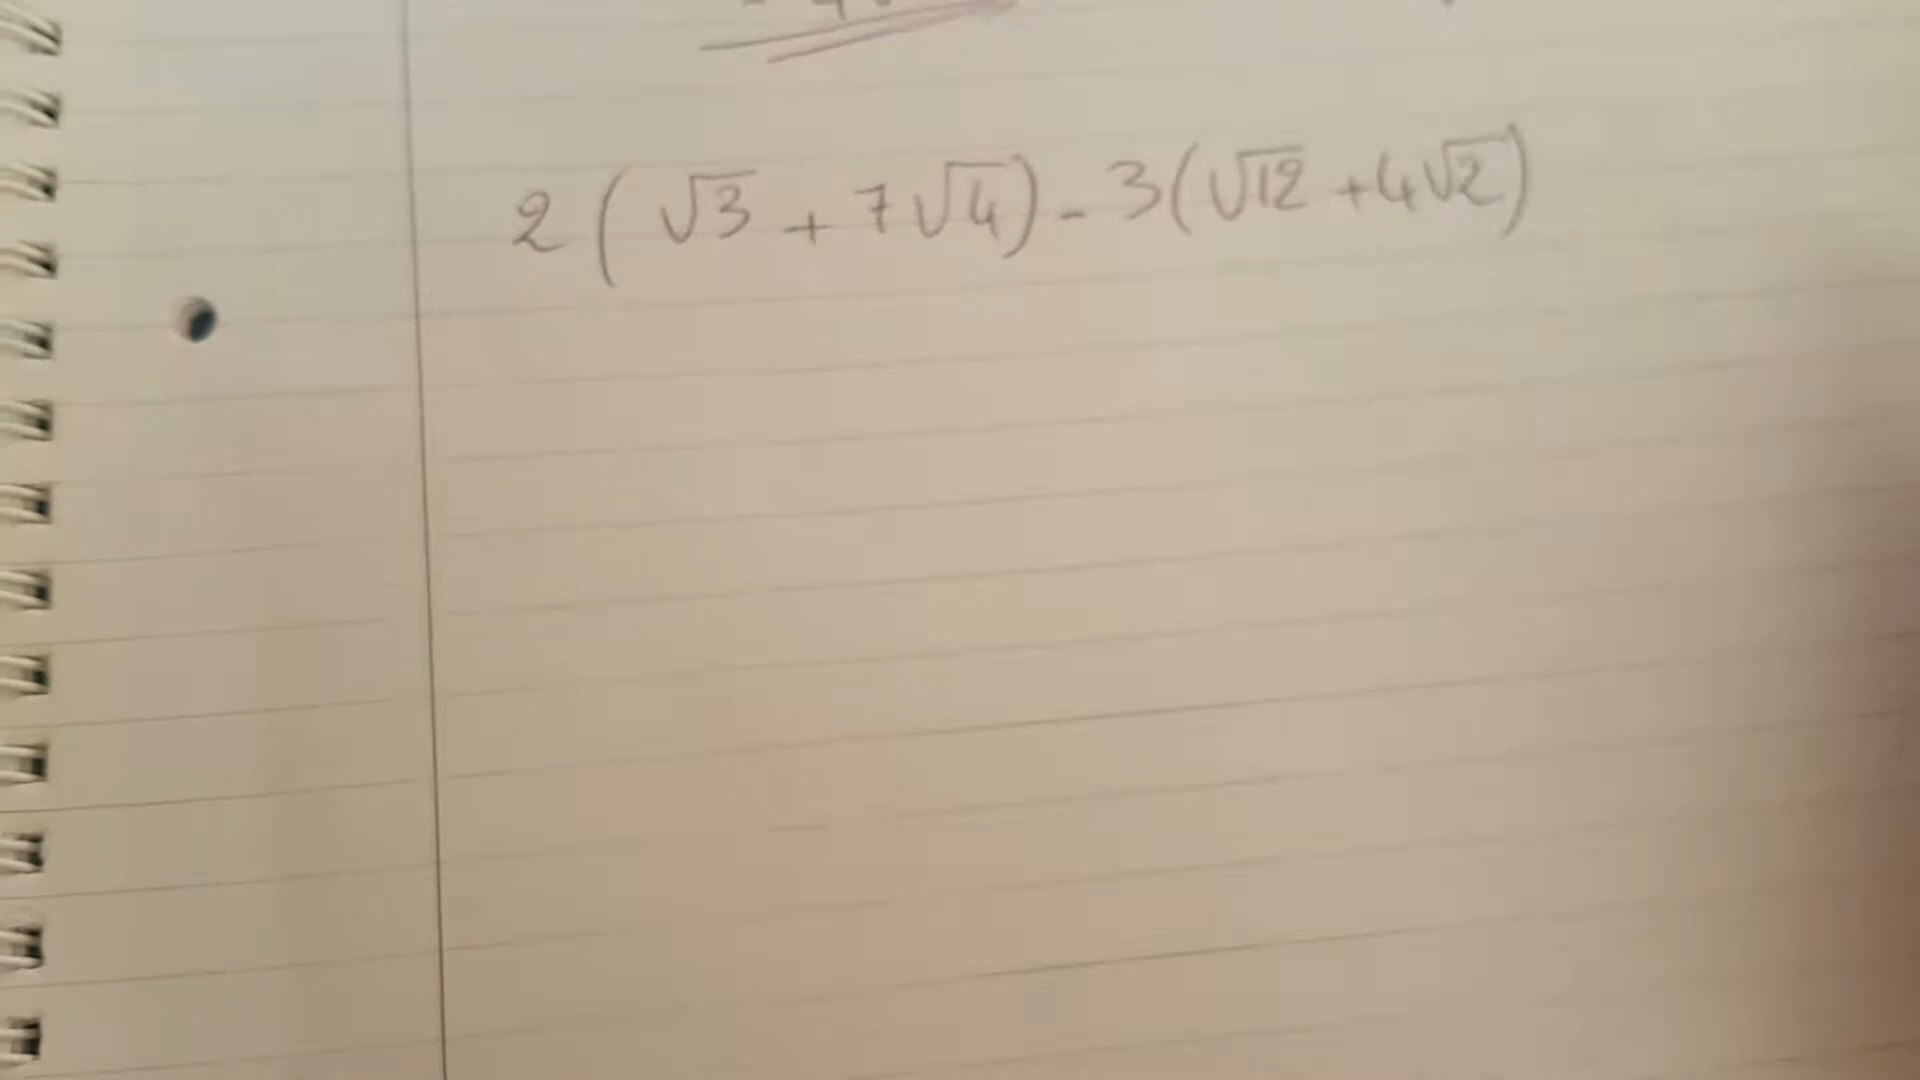 2(√3 + 7√4) - 3(√12 + 4√2)